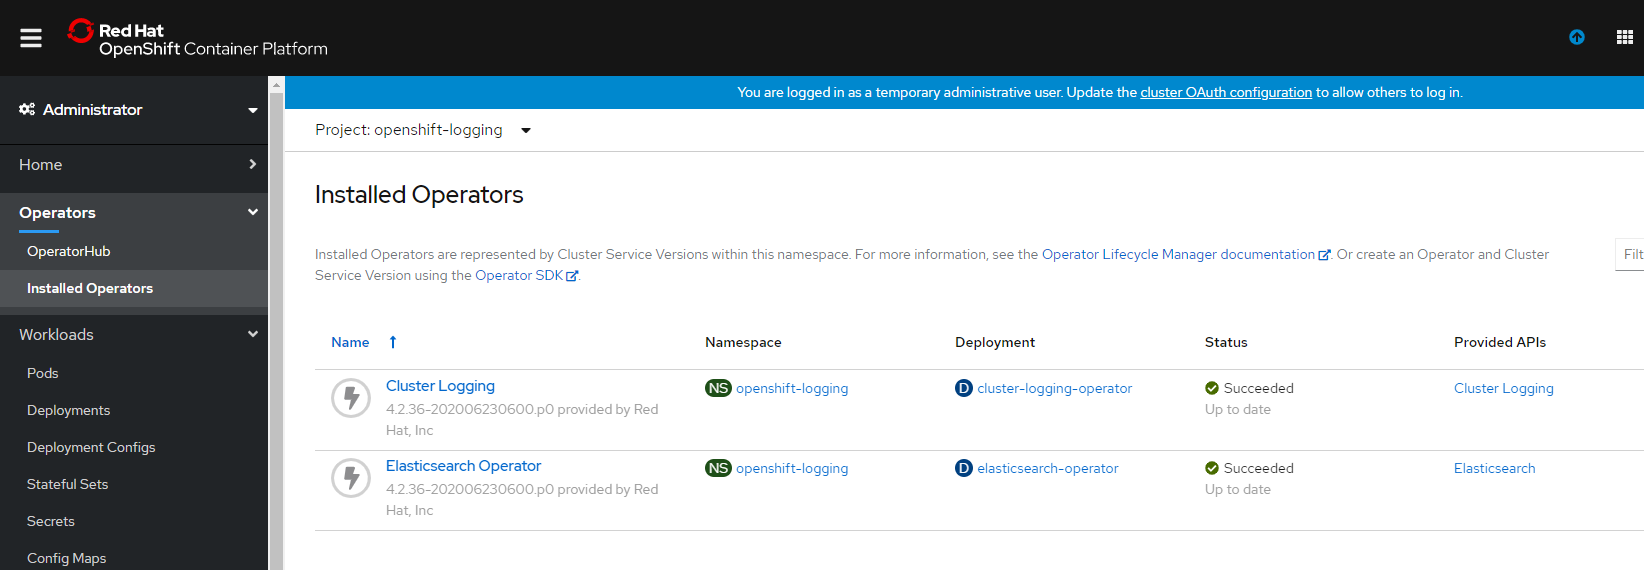 Red Hat
OpenShift Container Platform
Administrator
You are logged in as a temporary administrative user. Update the cluster OAuth configuration to allow others to log in.
Project: openshift-logging
Home
Operators
OperatorHub
Installed Operators
Workloads
Pods
Deployments
Deployment Configs
Stateful Sets
Secrets
Config Maps
Installed Operators
Installed Operators are represented by Cluster Service Versions within this namespace. For more information, see the Operator Lifecycle Manager documentation. Or create an Operator and Cluster
Service Version using the Operator SDK.
Filt
Name Namespace Deployment Status Provided APIs
Cluster Logging NS openshift-logging D cluster-logging-operator Succeeded Cluster Logging
4.2.36-202006230600.p0 provided by Red Up to date
Hat, Inc
Elasticsearch Operator NS openshift-logging D elasticsearch-operator Succeeded Elasticsearch
4.2.36-202006230600.p0 provided by Red Up to date
Hat, Inc